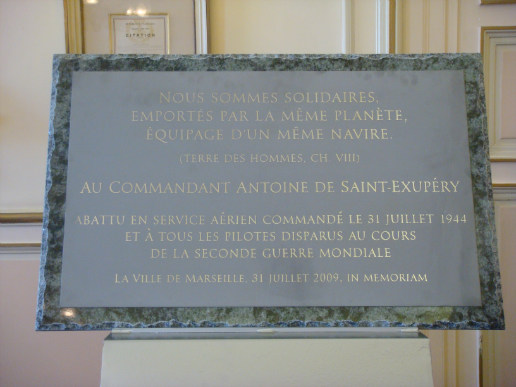 CITATION
NOUS SOMMES SOLIDAIRES,
EMPORTÉS PAR LA MÊME PLANÈTE,
ÉQUIPAGE D'UN MÊME NAVIRE.
(TERRE DES HOMMES, CH. VIII)
AU COMMANDANT ANTOINE DE SAINT-EXUPÉRY
ABATTU EN SERVICE AÉRIEN COMMANDÉ LE 31 JUILLET 1944
ET À TOUS LES PILOTES DISPARUS AU COURS
DE LA SECONDE GUERRE MONDIALE
LA VILLE DE MARSEILLE, 31 JUILLET 2009, IN MEMORIAM